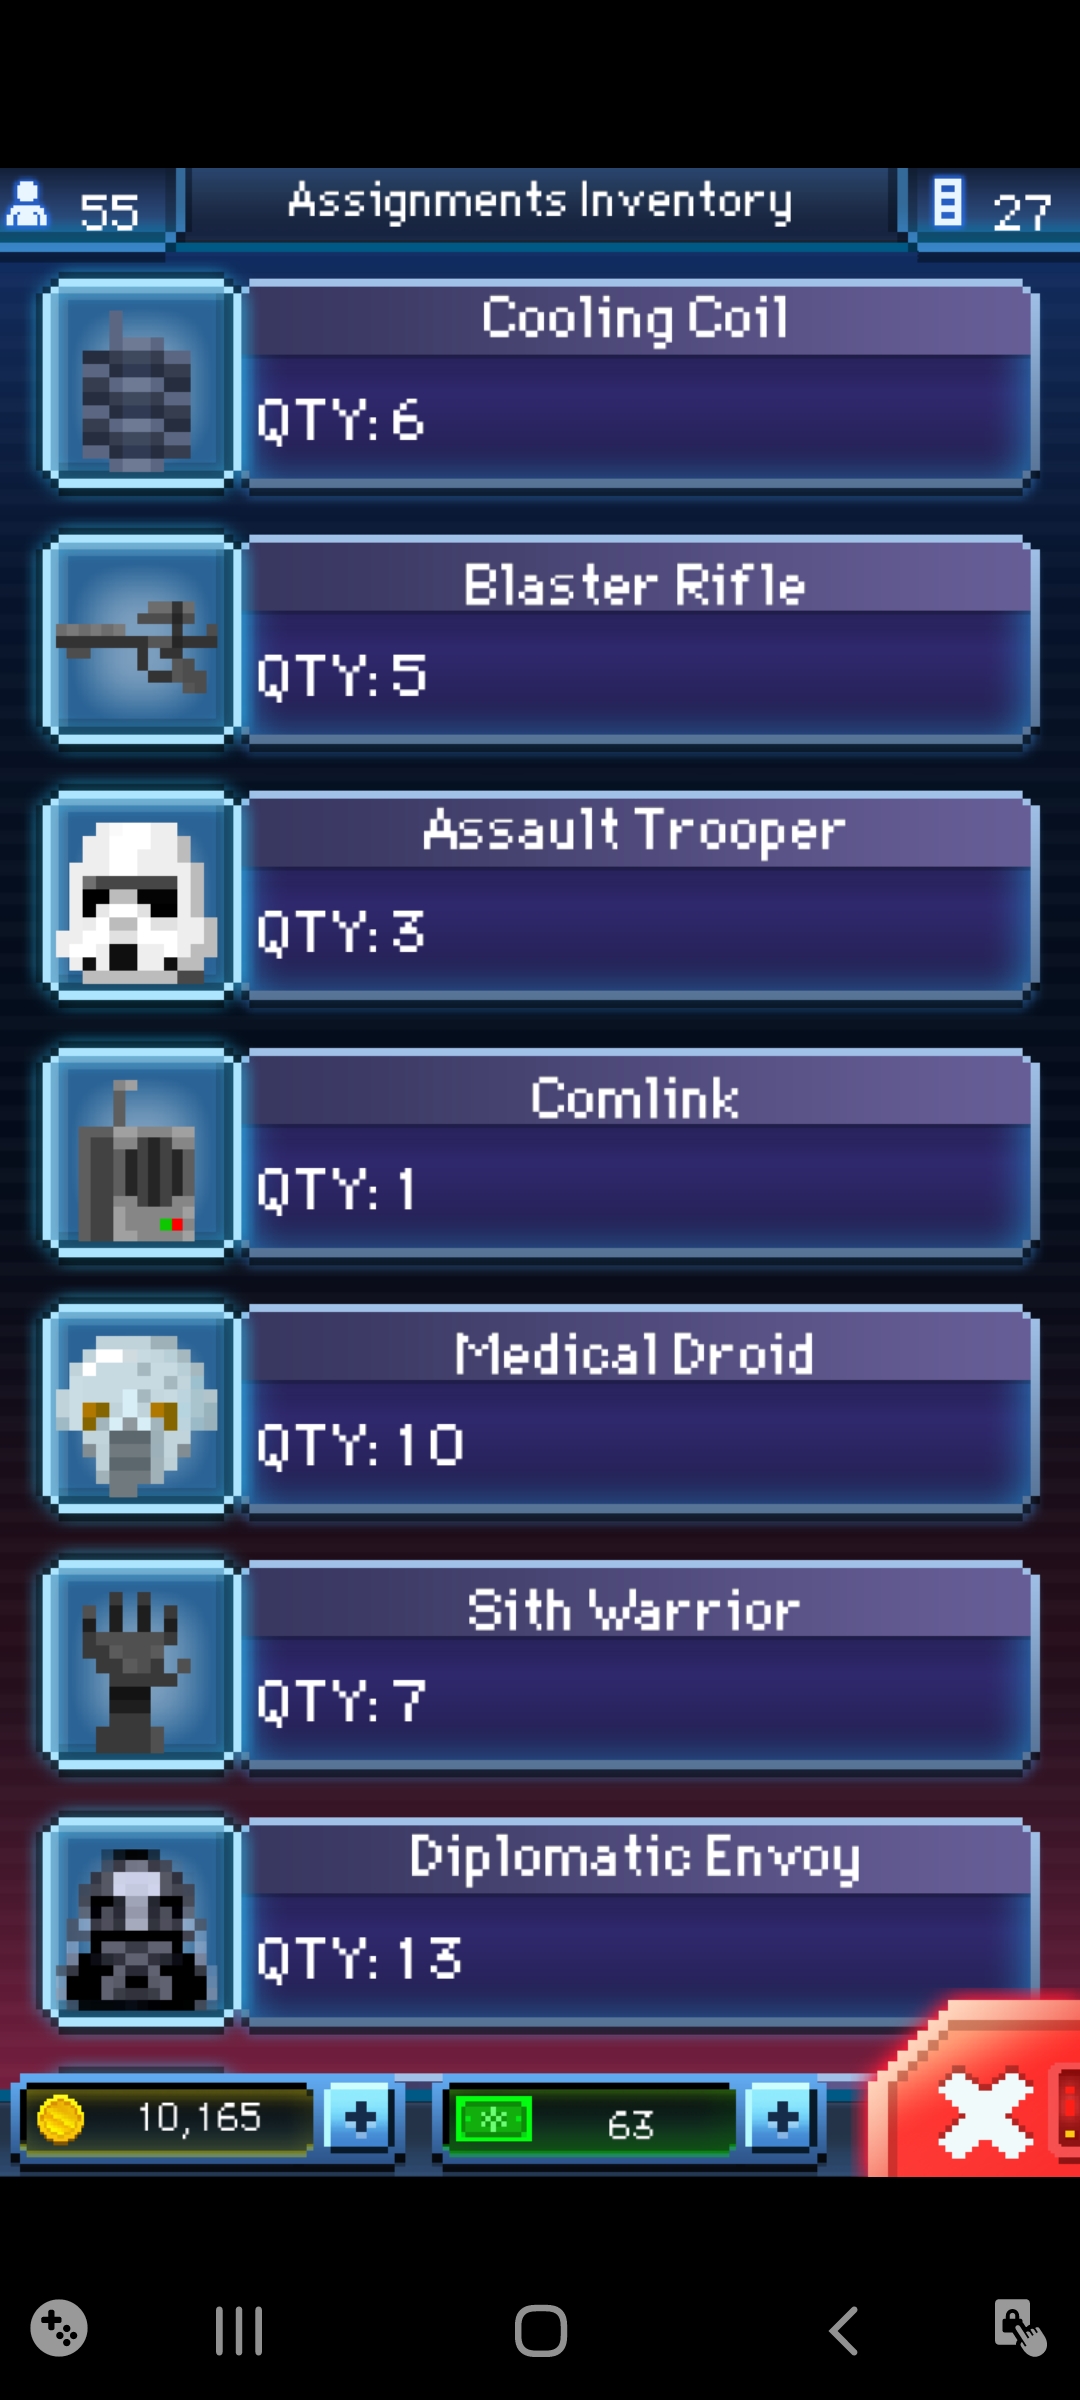 55
Assignments Inventory
27
Cooling Coil
QTY: 6
Blaster Rifle
QTY: 5
Assault Trooper
QTY: 3
Comlink
QTY: 1
Medical Droid
QTY: 10
Sith Warrior
QTY: 7
Diplomatic Envoy
QTY: 13
10,165
63